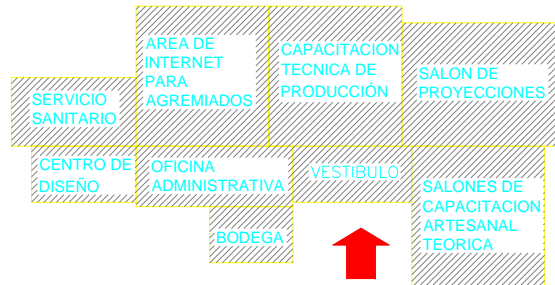 AREA DE
INTERNET
PARA
AGREMIADOS
CAPACITACION
TECNICA DE
PRODUCCIÓN
SALON DE
PROYECCIONES
SERVICIO
SANITARIO
CENTRO DE
DISEÑO
OFICINA
ADMINISTRATIVA
VESTIBULO
SALONES DE
CAPACITACION
ARTESANAL
TEORICA
BODEGA